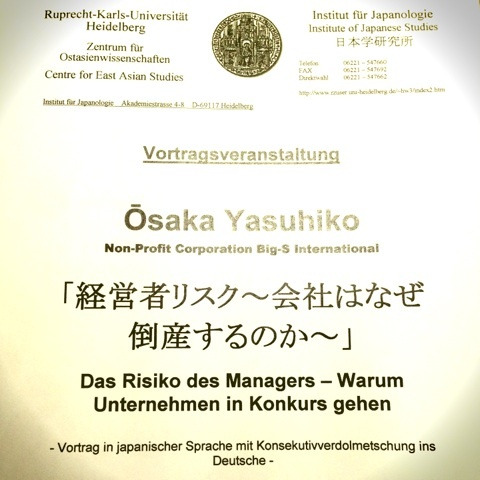 Ruprecht-Karls-Universität
Heidelberg
Zentrum für
Ostasienwissenschaften
Centre for East Asian Studies
Institut für Japanologie
Institute of Japanese Studies
日本学研究所
Telefon 06221 - 547660
FAX 06221 - 547692
Direktwahl 06221 - 547662
Institut für Japanologie Akademiestrasse 4-8 D-69117 Heidelberg
Vortragsveranstaltung
Ōsaka Yasuhiko
Non-Profit Corporation Big-S International
「経営者リスク～会社はなぜ
倒産するのか～」
Das Risiko des Managers – Warum
Unternehmen in Konkurs gehen
- Vortrag in japanischer Sprache mit Konsekutivverdolmetschung ins
Deutsche -